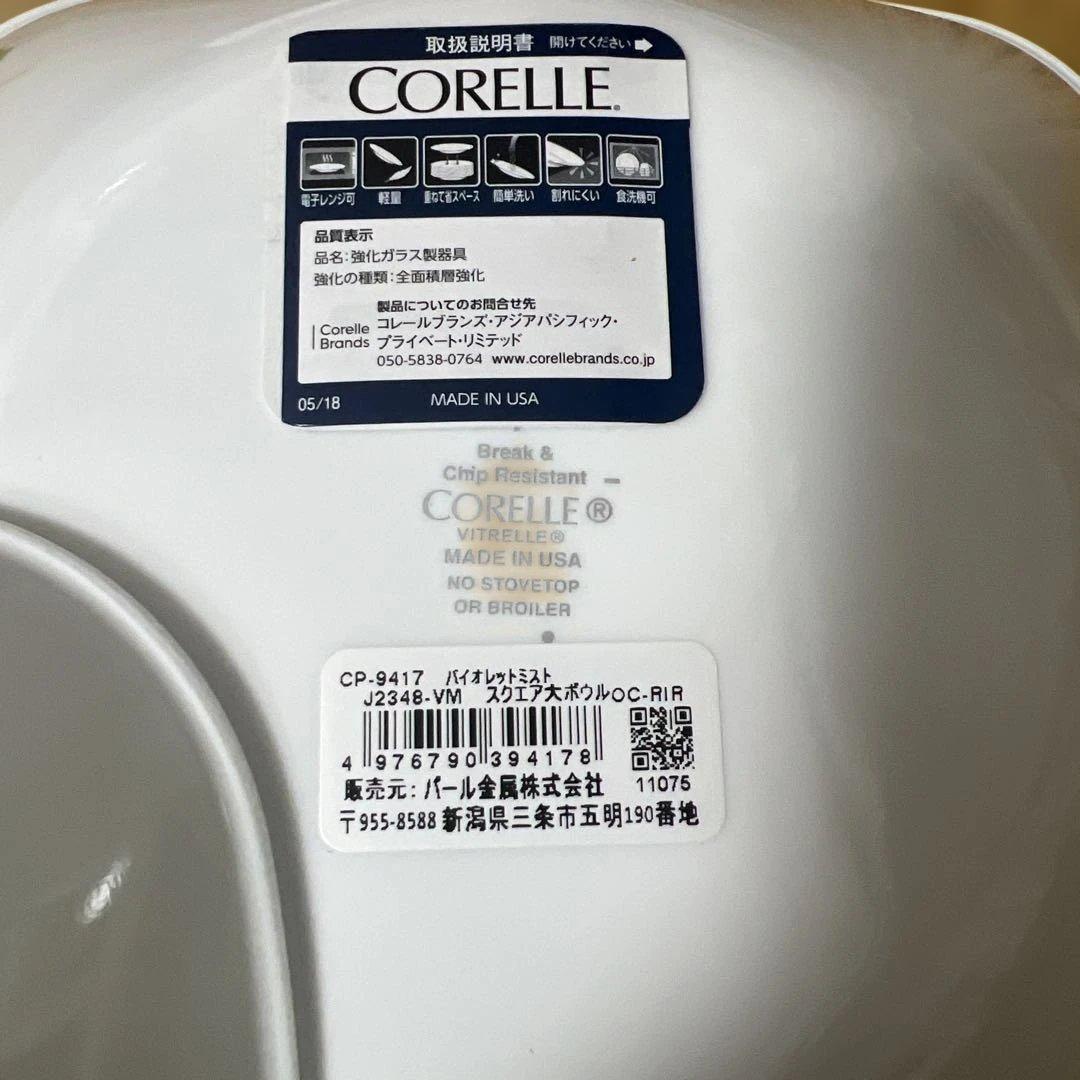 取扱説明書 開けてください
CORELLE®
電子レンジ可 軽量 重ねて省スペース 簡単洗い 割れにくい 食洗機可
品質表示
品名:強化ガラス製器具
強化の種類:全面積層強化
製品についてのお問合せ先
Corelle Brands
コレールブランズ・アジアパシフィック・
プライベート・リミテッド
050-5838-0764 www.corellebrands.co.jp
05/18 MADE IN USA
Break &
Chip Resistant
CORELLE®
VITRELLE®
MADE IN USA
NO STOVETOP
OR BROILER
CP-9417 バイオレットミスト
J2348-VM スクエア大ボウルOC-RIR
4 976790 394178
11075
販売元:パール金属株式会社
〒955-8588 新潟県三条市五明190番地